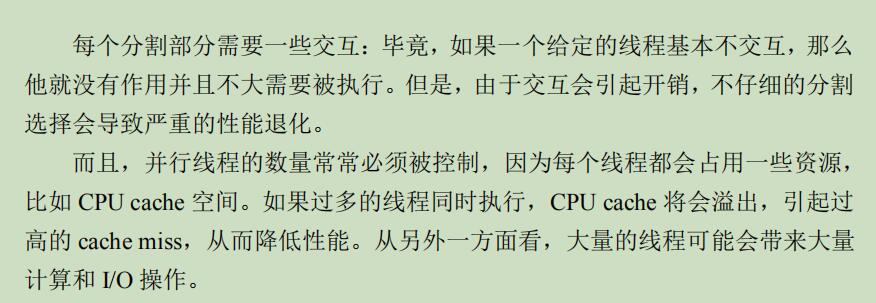 每个分割部分需要一些交互：毕竟，如果一个给定的线程基本不交互，那么
他就没有作用并且不大需要被执行。但是，由于交互会引起开销，不仔细的分割
选择会导致严重的性能退化。
而且，并行线程的数量常常必须被控制，因为每个线程都会占用一些资源，
比如 CPU cache 空间。如果过多的线程同时执行，CPU cache 将会溢出，引起过
高的 cache miss，从而降低性能。从另外一方面看，大量的线程可能会带来大量
计算和 I/O 操作。